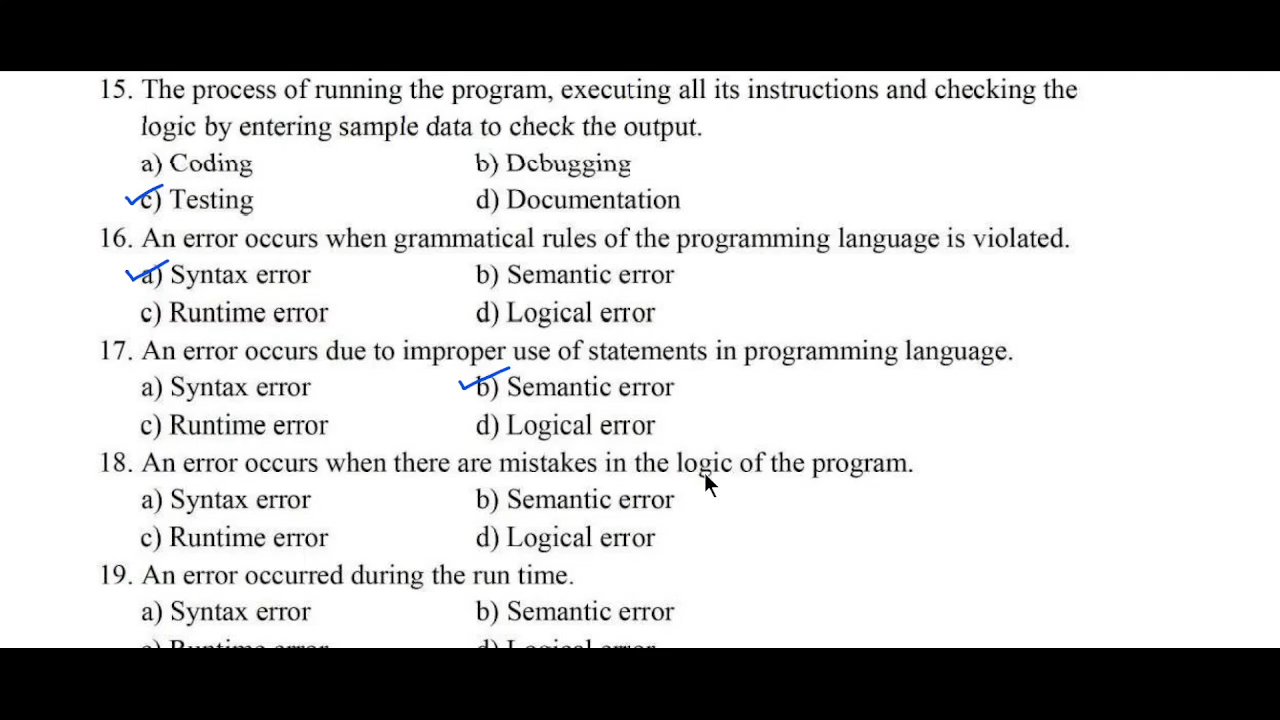 15. The process of running the program, executing all its instructions and checking the
logic by entering sample data to check the output.
a) Coding b) Debugging
c) Testing d) Documentation
16. An error occurs when grammatical rules of the programming language is violated.
a) Syntax error b) Semantic error
c) Runtime error d) Logical error
17. An error occurs due to improper use of statements in programming language.
a) Syntax error b) Semantic error
c) Runtime error d) Logical error
18. An error occurs when there are mistakes in the logic of the program.
a) Syntax error b) Semantic error
c) Runtime error d) Logical error
19. An error occurred during the run time.
a) Syntax error b) Semantic error
c) Runtime error d) Logical error